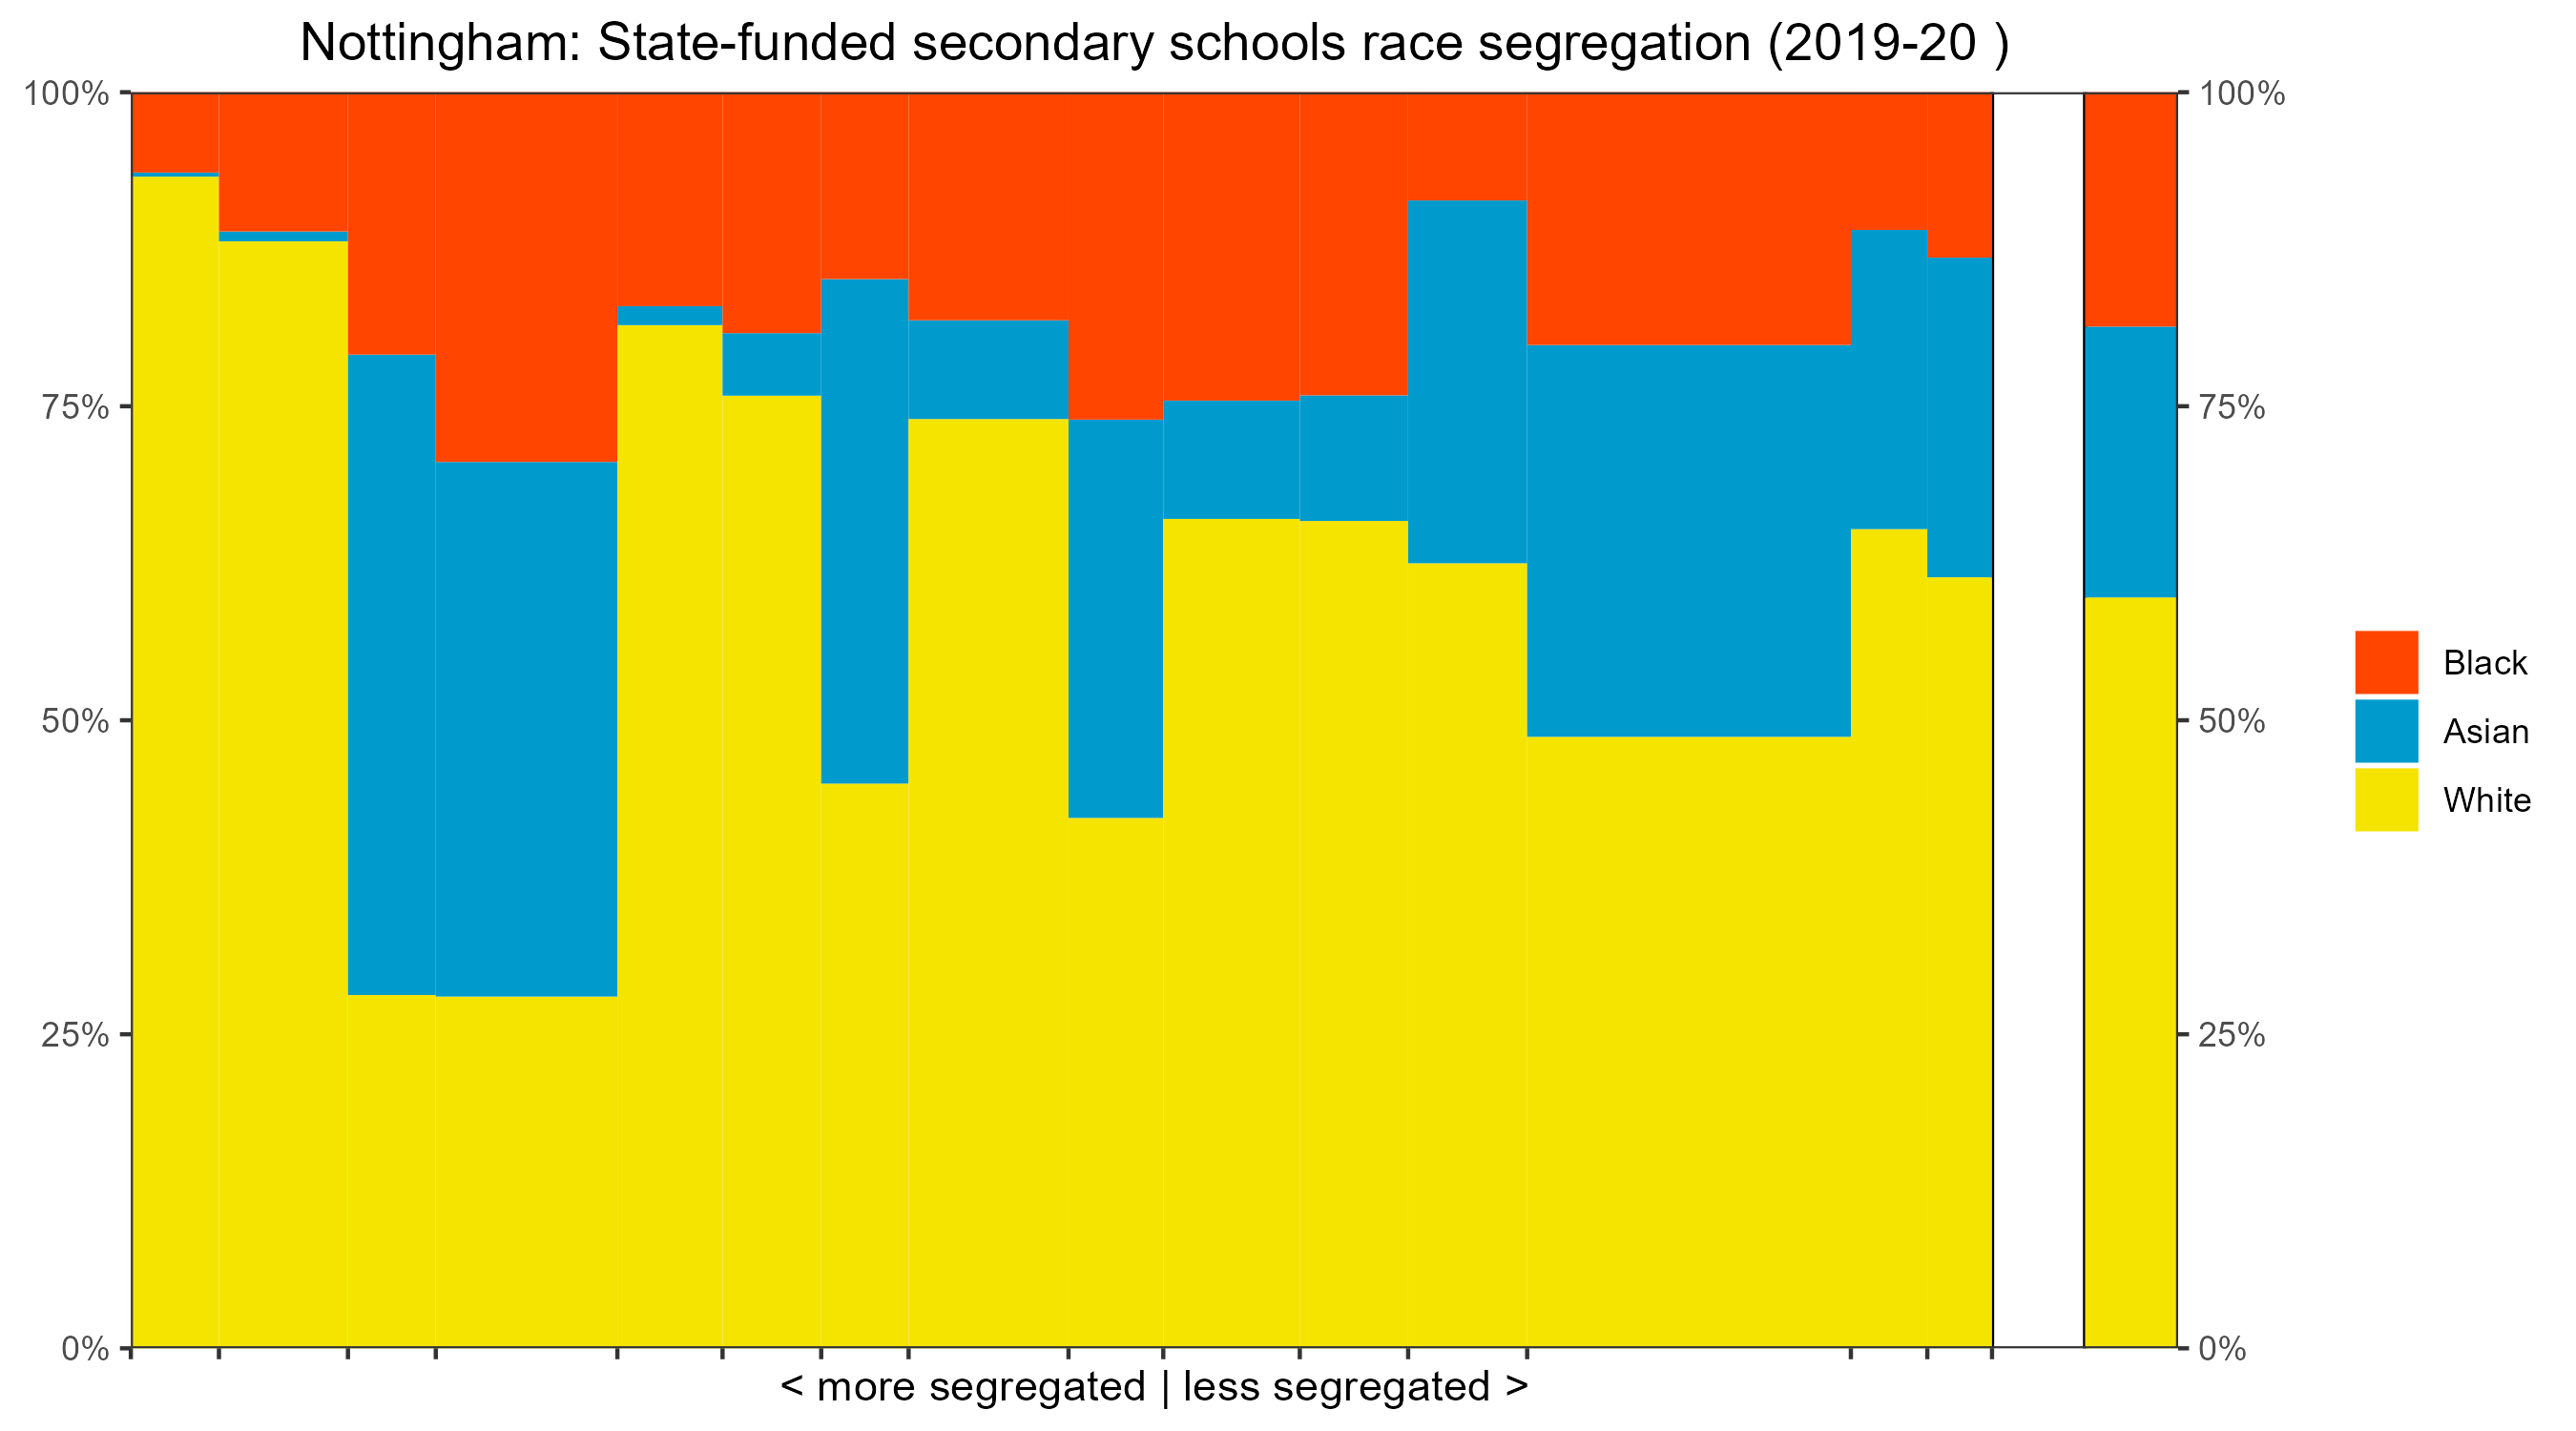 Nottingham: State-funded secondary schools race segregation (2019-20 )
100%
75%
50%
25%
0%
100%
75%
50%
25%
0%
Black
Asian
White
< more segregated | less segregated >